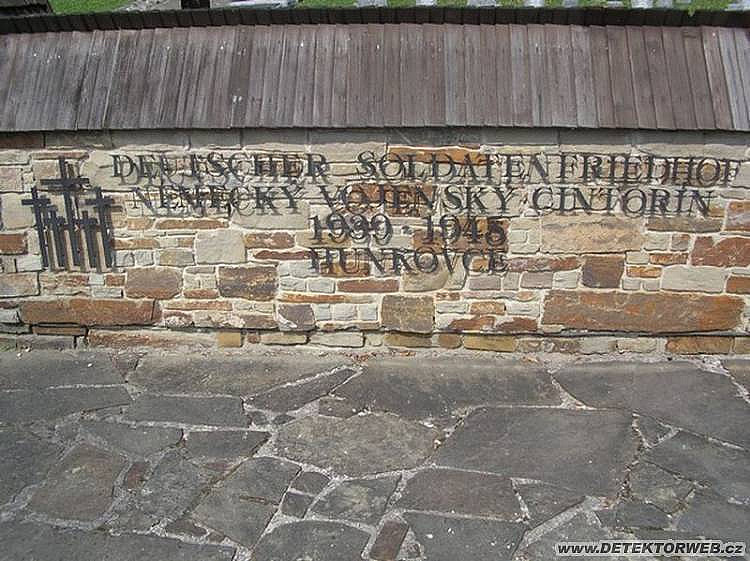 DEUTSCHER SOLDATENFRIEDHOF
NEMECKÝ VOJENSKÝ CINTORÍN
1939 - 1945
HUNKOVCE
www.DETEKTORWEB.cz